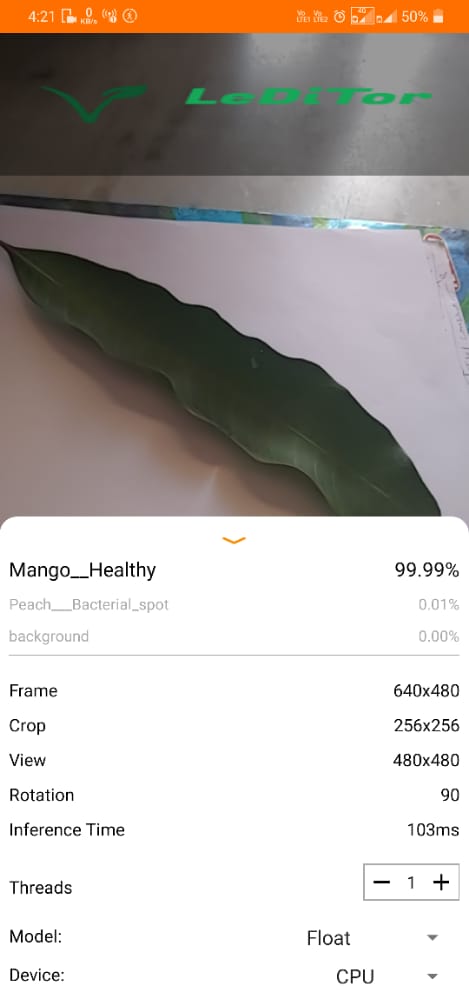 4:21 0 KB/s Vo LTE1 Vo LTE2 4G 50%
LeDiTor
Mango__Healthy 99.99%
Peach___Bacterial_spot 0.01%
background 0.00%
Frame 640x480
Crop 256x256
View 480x480
Rotation 90
Inference Time 103ms
Threads − 1 +
Model: Float
Device: CPU